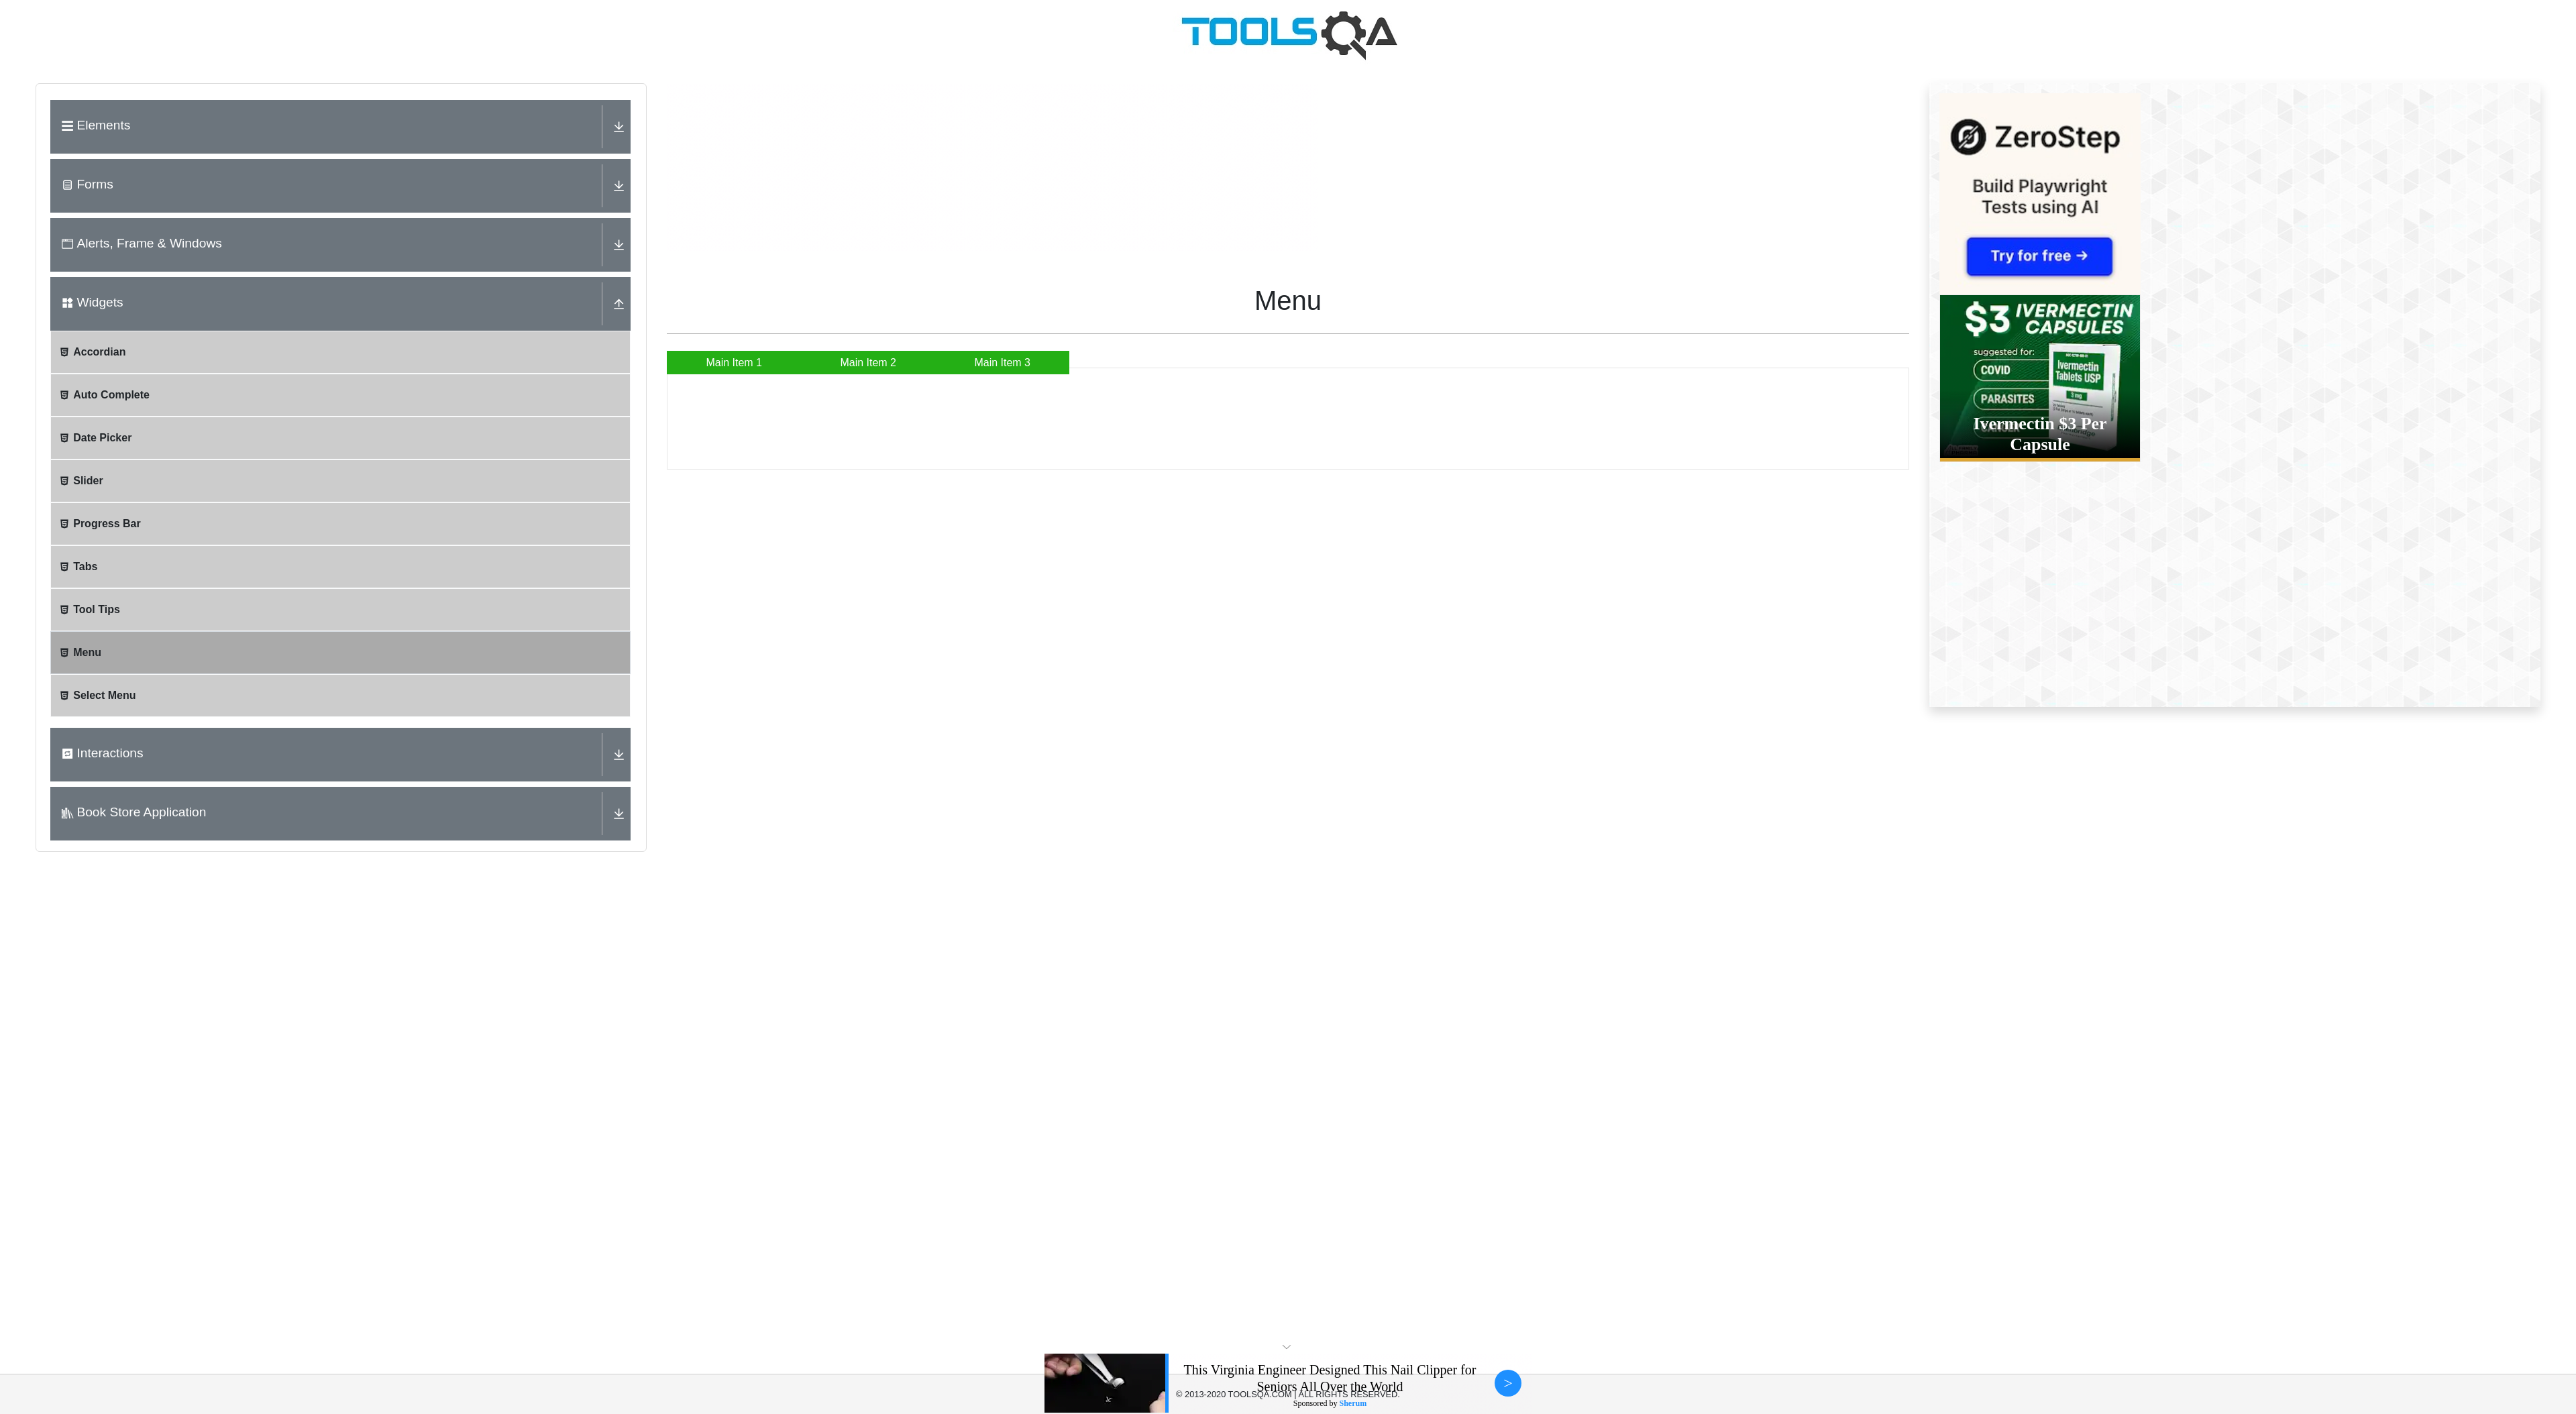 TOOLSQA
Elements
Forms
Alerts, Frame & Windows
Widgets
Accordian
Auto Complete
Date Picker
Slider
Progress Bar
Tabs
Tool Tips
Menu
Select Menu
Interactions
Book Store Application
Menu
Main Item 1
Main Item 2
Main Item 3
ZeroStep
Build Playwright
Tests using AI
Try for free →
$3 IVERMECTIN
CAPSULES
suggested for:
COVID
PARASITES
Ivermectin
Tablets USP
3 mg
Ivermectin $3 Per
Capsule
This Virginia Engineer Designed This Nail Clipper for
Seniors All Over the World
>
© 2013-2020 TOOLSQA.COM | ALL RIGHTS RESERVED.
Sponsored by Sherum